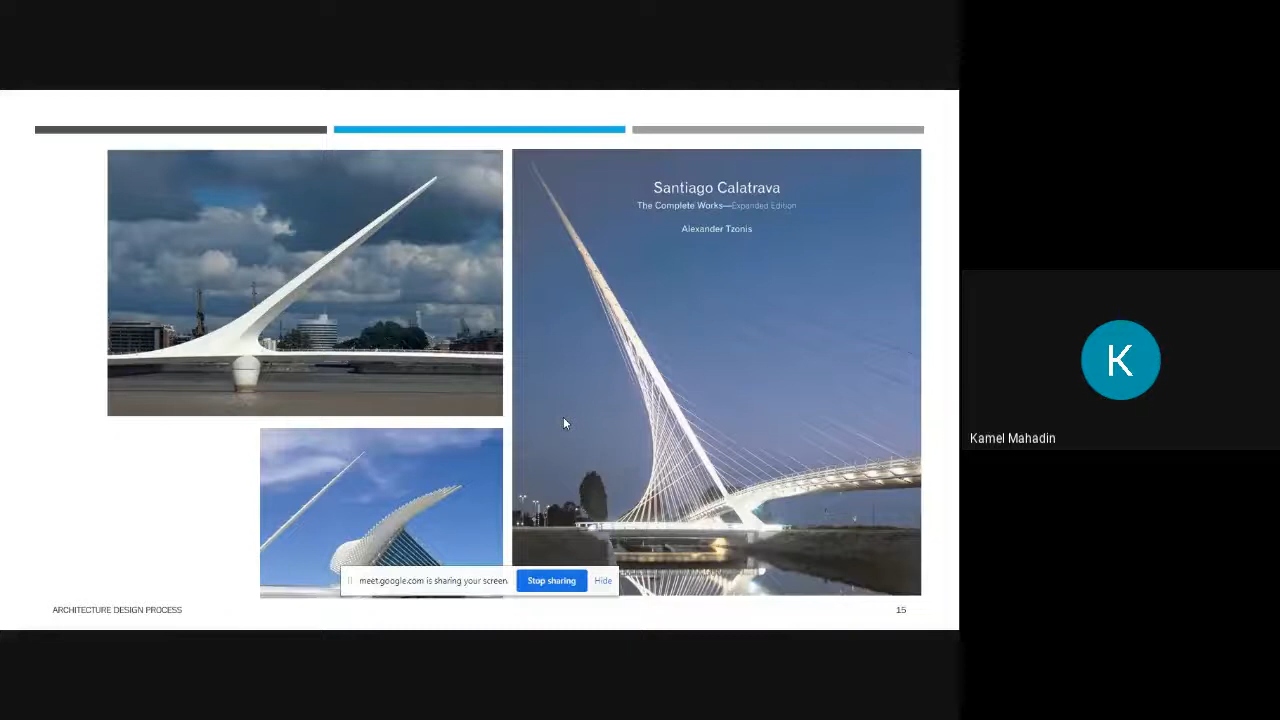 Santiago Calatrava
The Complete Works—Expanded Edition
Alexander Tzonis
K
Kamel Mahadin
meet.google.com is sharing your screen.
Stop sharing
Hide
ARCHITECTURE DESIGN PROCESS
15